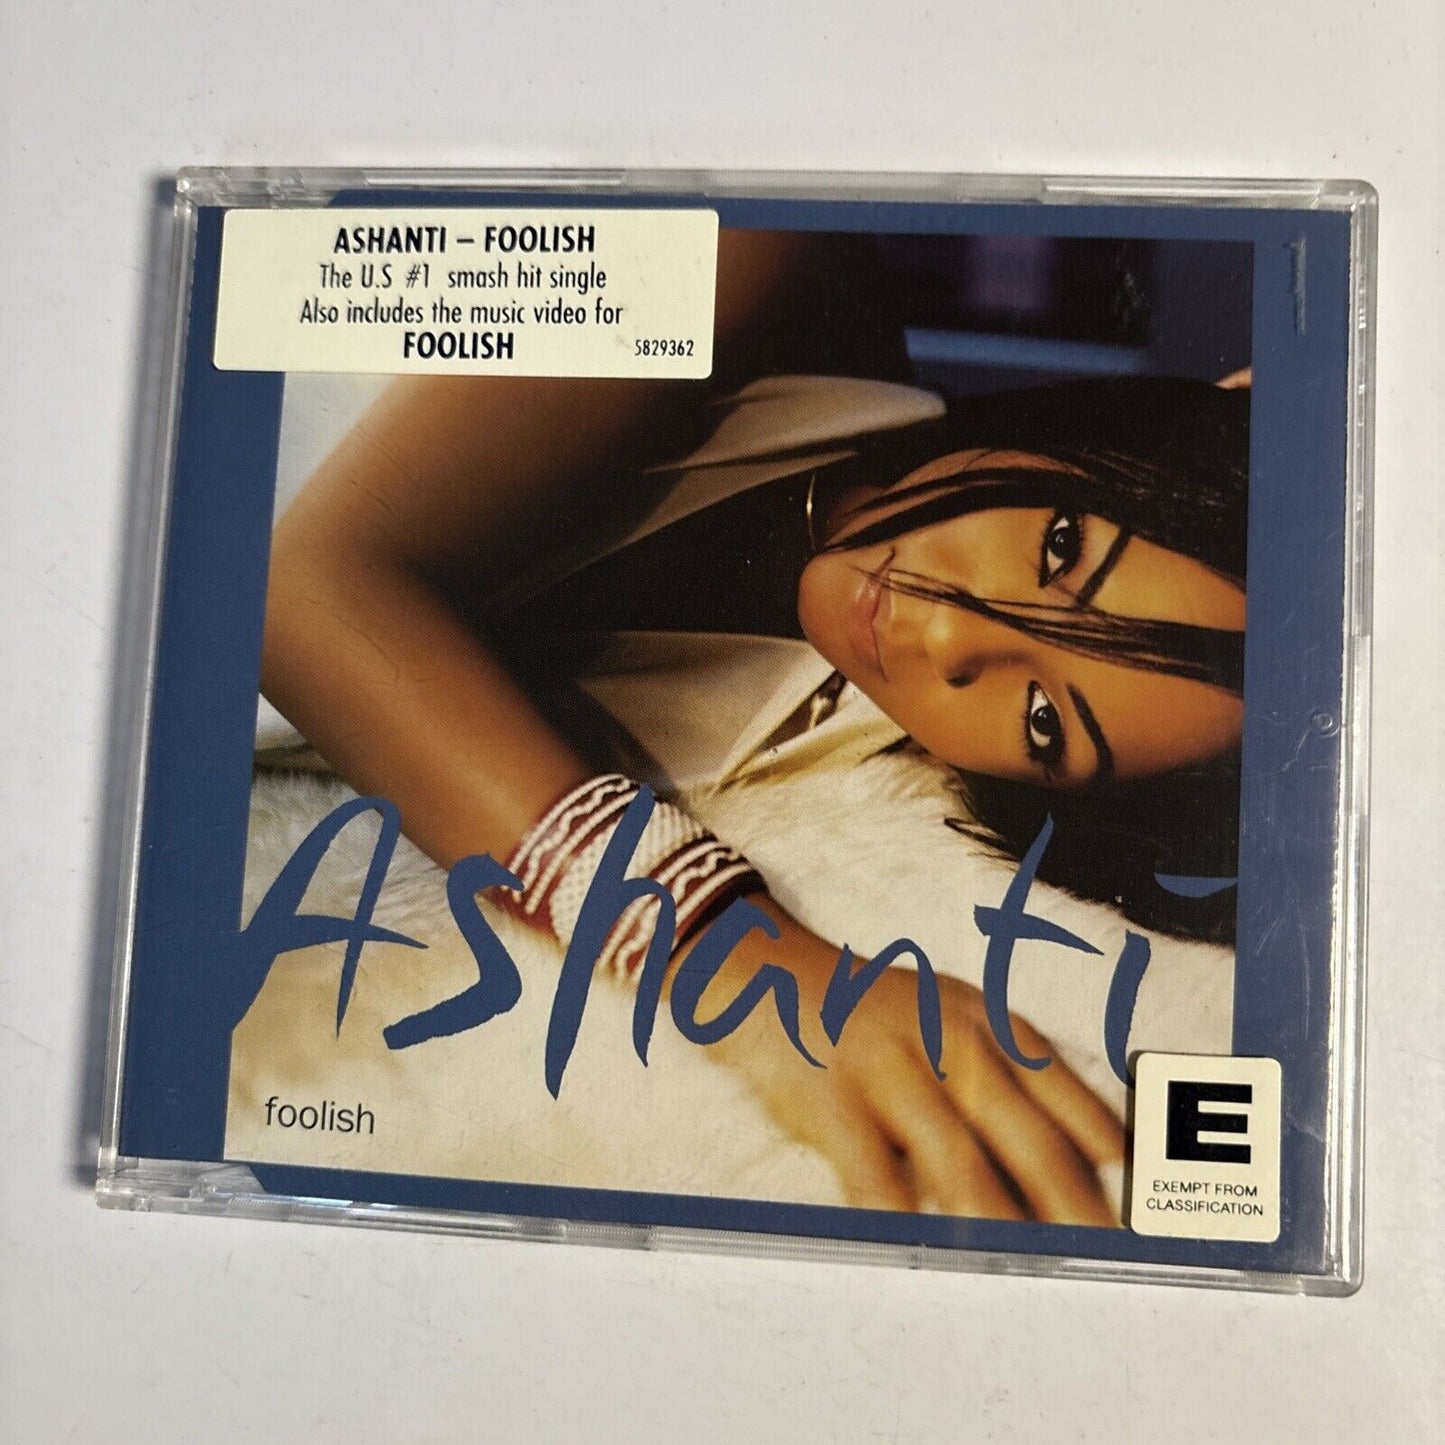 ASHANTI – FOOLISH
The U.S #1 smash hit single
Also includes the music video for
FOOLISH 5829362
Ashanti
foolish
E
EXEMPT FROM
CLASSIFICATION